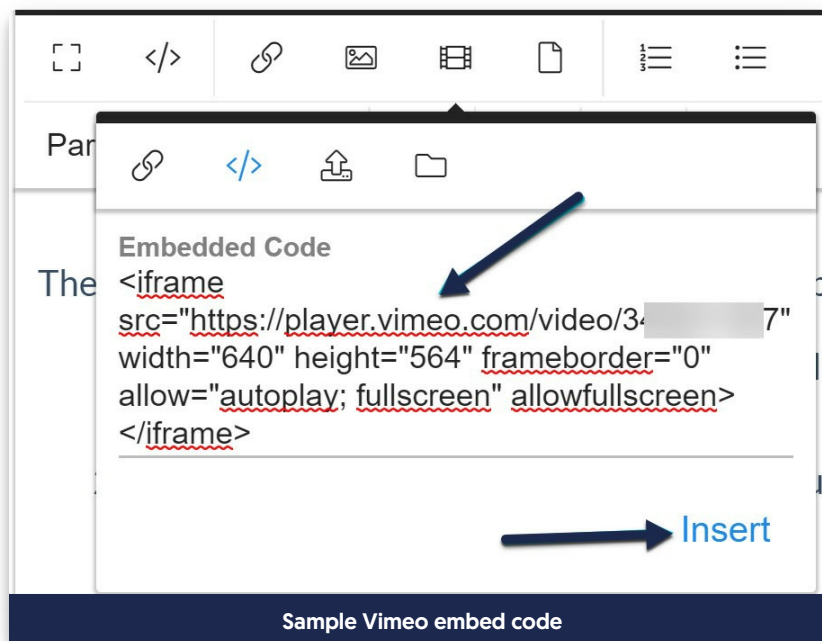 Par
Embedded Code
The
<iframe
src="https://player.vimeo.com/video/34 7"
width="640" height="564" frameborder="0"
allow="autoplay; fullscreen" allowfullscreen>
</iframe>
Insert
Sample Vimeo embed code